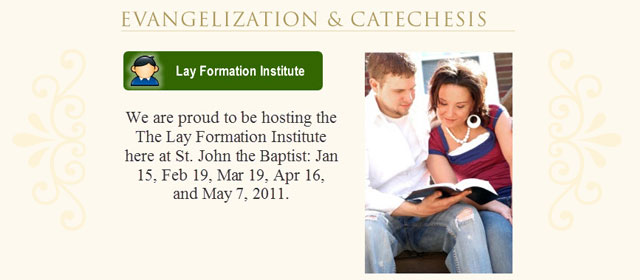 EVANGELIZATION & CATECHESIS
Lay Formation Institute
We are proud to be hosting the
The Lay Formation Institute
here at St. John the Baptist: Jan
15, Feb 19, Mar 19, Apr 16,
and May 7, 2011.